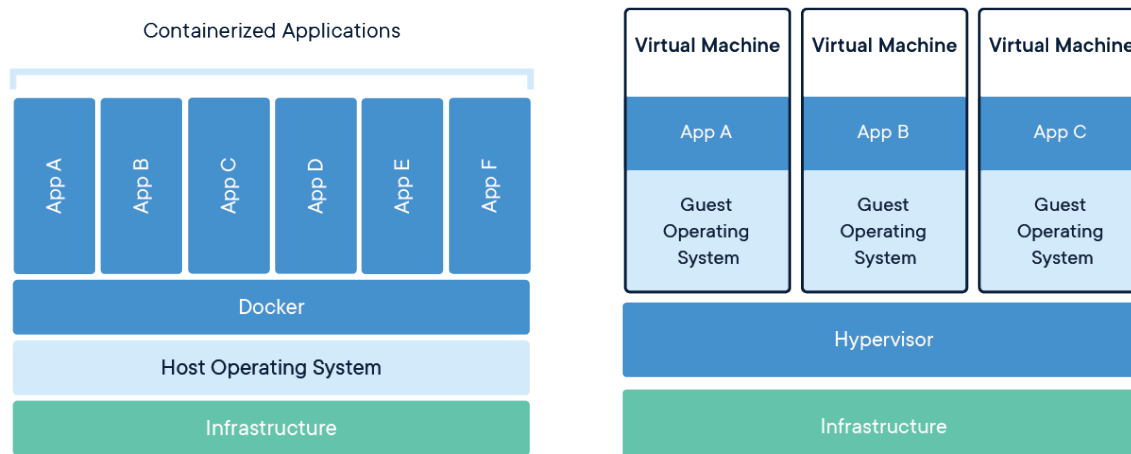 Containerized Applications
App A
App B
App C
App D
App E
App F
Docker
Host Operating System
Infrastructure
Virtual Machine
App A
Guest
Operating
System
Virtual Machine
App B
Guest
Operating
System
Virtual Machine
App C
Guest
Operating
System
Hypervisor
Infrastructure